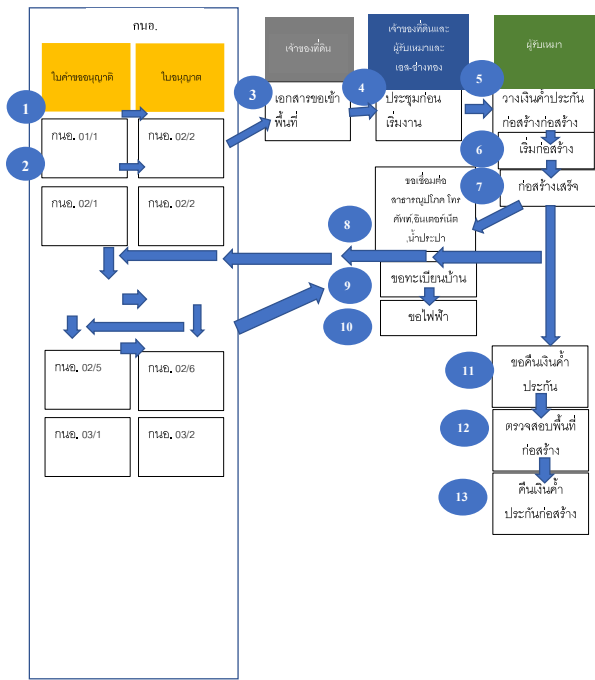 กนอ.
ใบคำขออนุญาติ
ใบอนุญาต
เจ้าของที่ดิน
เจ้าของที่ดินและ
ผู้รับเหมาและ
เอส-ช่างทอง
ผู้รับเหมา
1
กนอ. 01/1
กนอ. 02/2
2
กนอ. 02/1
กนอ. 02/2
3
เอกสารขอเข้า
พื้นที่
4
ประชุมก่อน
เริ่มงาน
5
วางเงินค้ำประกัน
ก่อสร้างก่อสร้าง
6
เริ่มก่อสร้าง
7
ก่อสร้างเสร็จ
8
ขอเชื่อมต่อ
สาธารณูปโภค โทร
ศัพท์,อินเตอร์เน็ต
,น้ำประปา
9
ขอทะเบียนบ้าน
10
ขอไฟฟ้า
กนอ. 02/5
กนอ. 02/6
กนอ. 03/1
กนอ. 03/2
11
ขอคืนเงินค้ำ
ประกัน
12
ตรวจสอบพื้นที่
ก่อสร้าง
13
คืนเงินค้ำ
ประกันก่อสร้าง